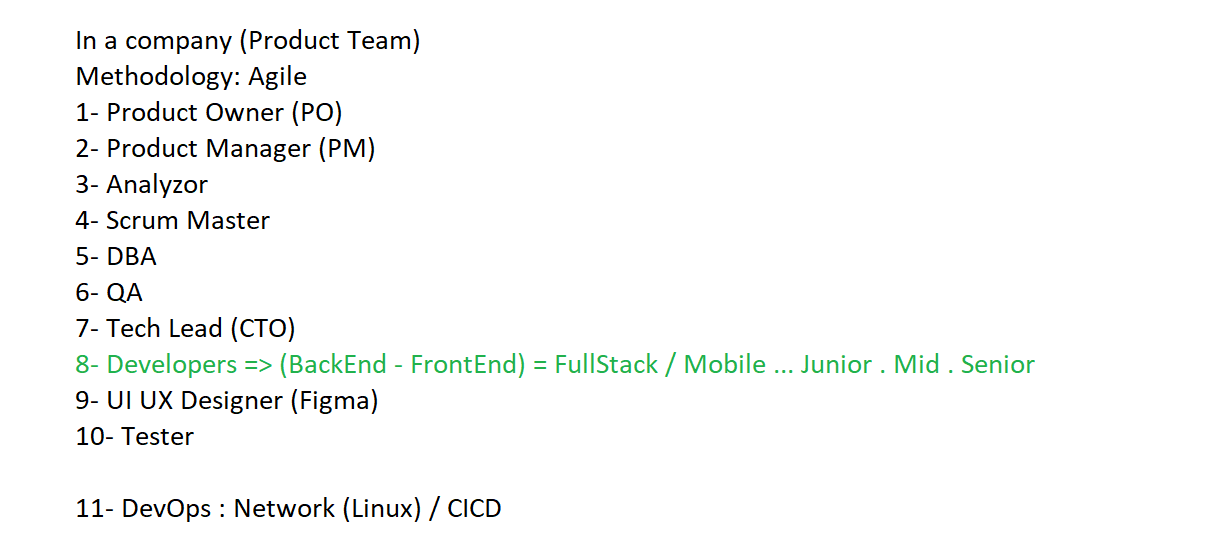 In a company (Product Team)
Methodology: Agile
1- Product Owner (PO)
2- Product Manager (PM)
3- Analyzor
4- Scrum Master
5- DBA
6- QA
7- Tech Lead (CTO)
8- Developers => (BackEnd - FrontEnd) = FullStack / Mobile ... Junior . Mid . Senior
9- UI UX Designer (Figma)
10- Tester
11- DevOps : Network (Linux) / CICD